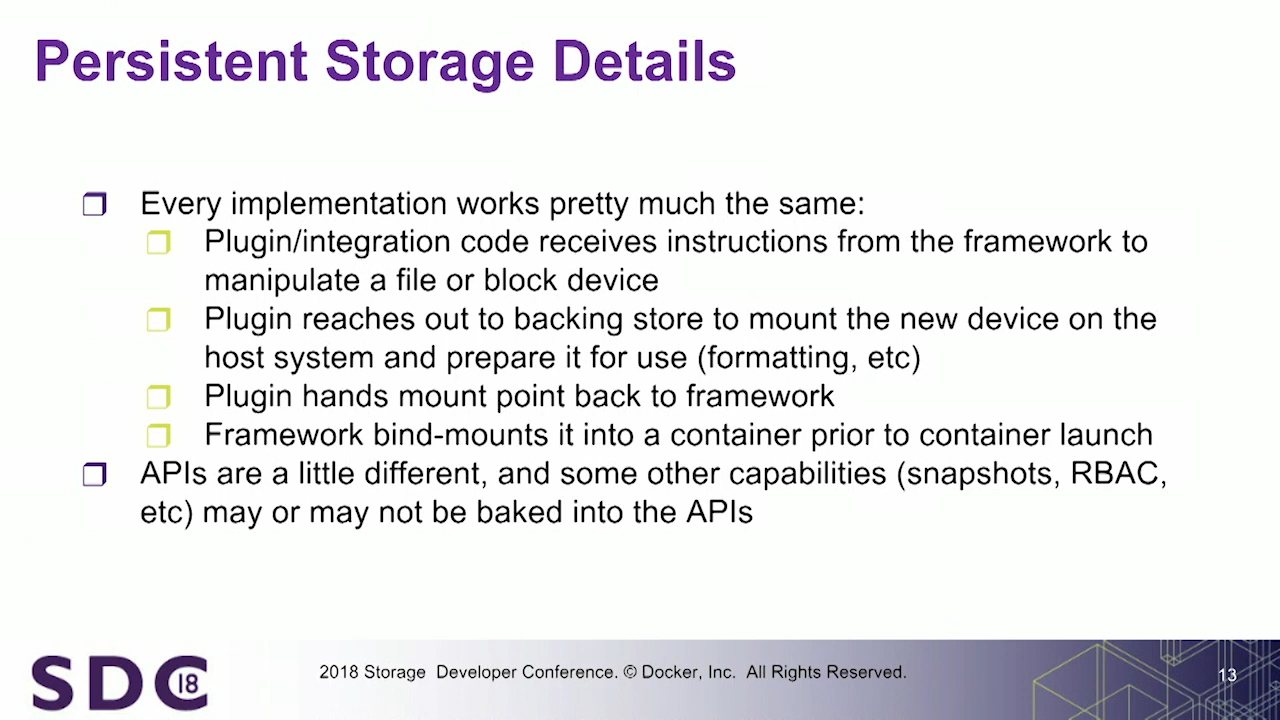 Persistent Storage Details
Every implementation works pretty much the same:
Plugin/integration code receives instructions from the framework to
manipulate a file or block device
Plugin reaches out to backing store to mount the new device on the
host system and prepare it for use (formatting, etc)
Plugin hands mount point back to framework
Framework bind-mounts it into a container prior to container launch
APIs are a little different, and some other capabilities (snapshots, RBAC,
etc) may or may not be baked into the APIs
SDC 18
2018 Storage  Developer Conference. © Docker, Inc.  All Rights Reserved.
13